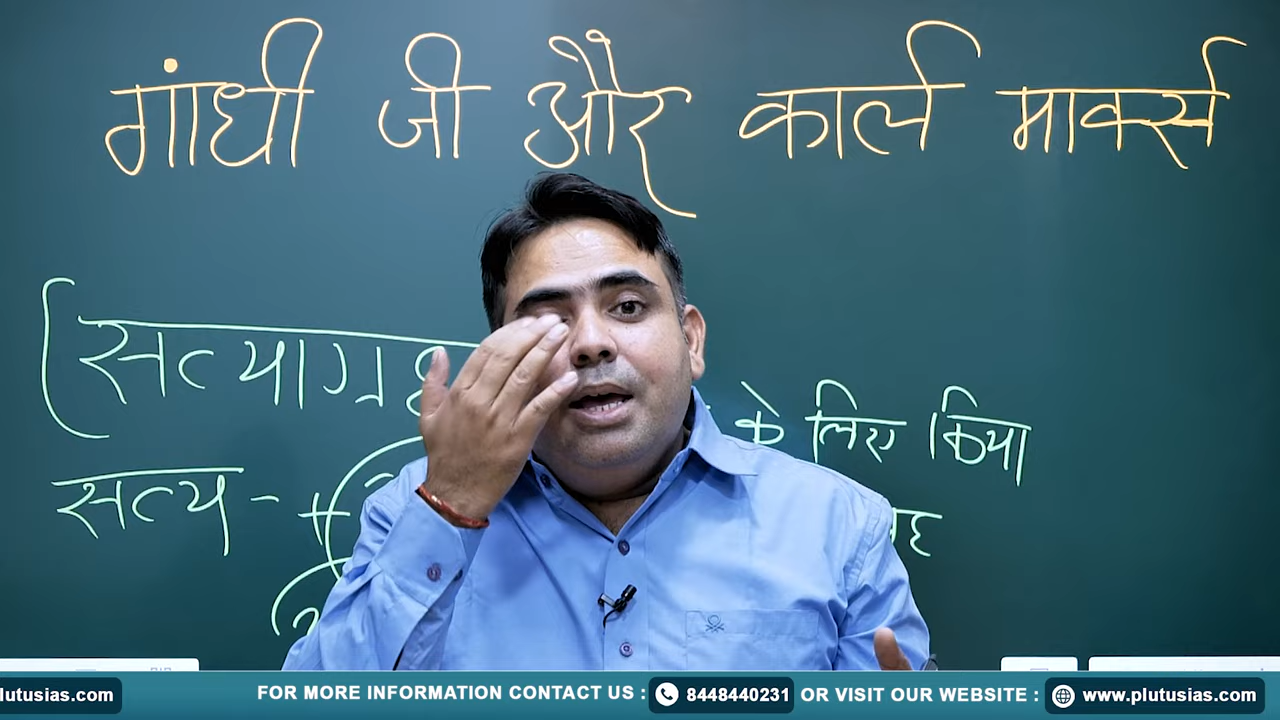 गांधी जी और कार्ल मार्क्स
सत्याग्रह
के लिए किया
सत्य -
lutusias.com FOR MORE INFORMATION CONTACT US : 8448440231 OR VISIT OUR WEBSITE : www.plutusias.com